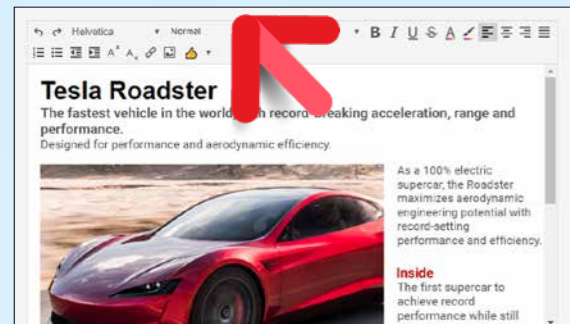 Helvetica Normal
B I U S A
A A
Tesla Roadster
The fastest vehicle in the world, record-breaking acceleration, range and
performance.
Designed for performance and aerodynamic efficiency.
As a 100% electric
supercar, the Roadster
maximizes aerodynamic
engineering potential with
record-setting
performance and efficiency.
Inside
The first supercar to
achieve record
performance while still